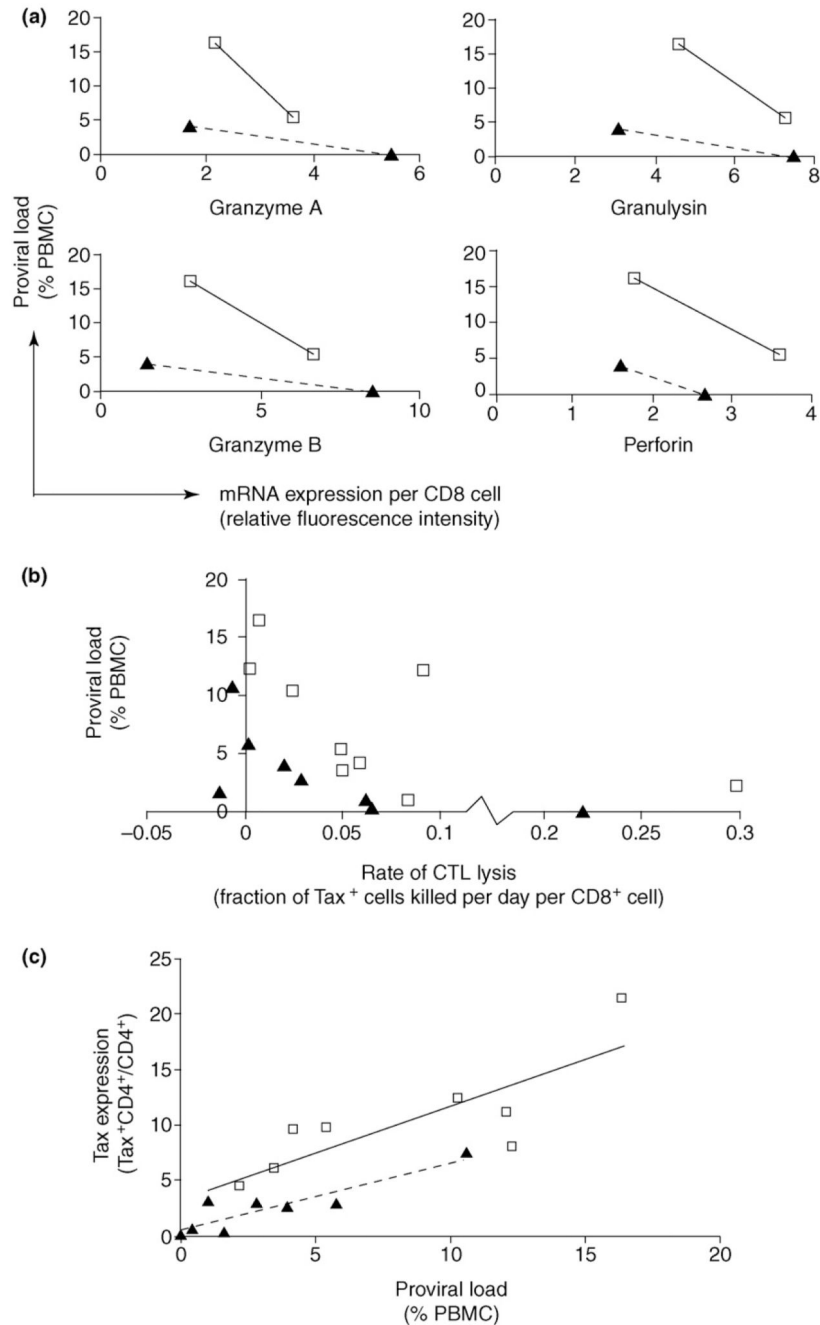 (a)
20
15
10
5
0
0 2 4 6
Granzyme A
20
15
10
5
0
0 2 4 6 8
Granulysin
Proviral load
(% PBMC)
20
15
10
5
0
0 5 10
Granzyme B
20
15
10
5
0
0 1 2 3 4
Perforin
mRNA expression per CD8 cell
(relative fluorescence intensity)
(b)
Proviral load
(% PBMC)
20
15
10
5
0
–0.05 0 0.05 0.1 0.2 0.25 0.3
Rate of CTL lysis
(fraction of Tax⁺ cells killed per day per CD8⁺ cell)
(c)
Tax expression
(Tax⁺CD4⁺/CD4⁺)
25
20
15
10
5
0
0 5 10 15 20
Proviral load
(% PBMC)